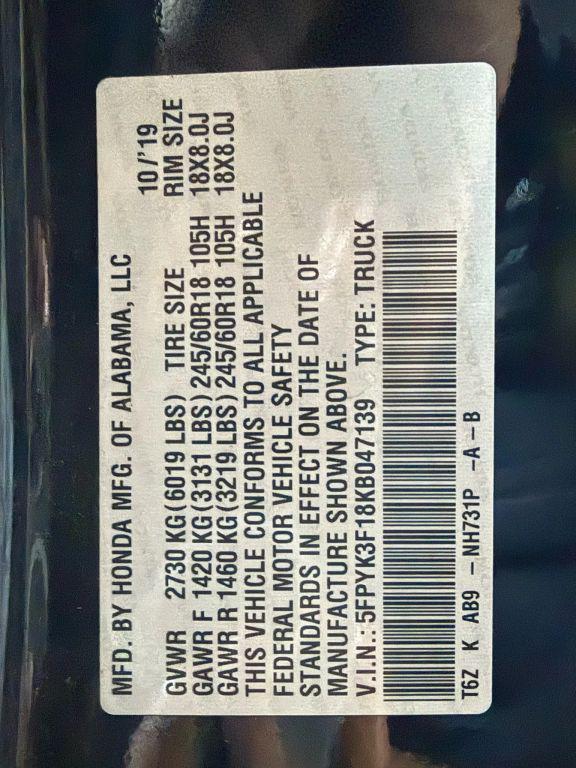 MFD. BY HONDA MFG. OF ALABAMA, LLC 10/'19
GVWR 2730 KG(6019 LBS) TIRE SIZE RIM SIZE
GAWR F 1420 KG(3131 LBS) 245/60R18 105H 18X8.0J
GAWR R 1460 KG(3219 LBS) 245/60R18 105H 18X8.0J
THIS VEHICLE CONFORMS TO ALL APPLICABLE
FEDERAL MOTOR VEHICLE SAFETY
STANDARDS IN EFFECT ON THE DATE OF
MANUFACTURE SHOWN ABOVE.
V.I.N.: 5FPYK3F18KB047139 TYPE: TRUCK
T6Z K AB9 -NH731P -A-B